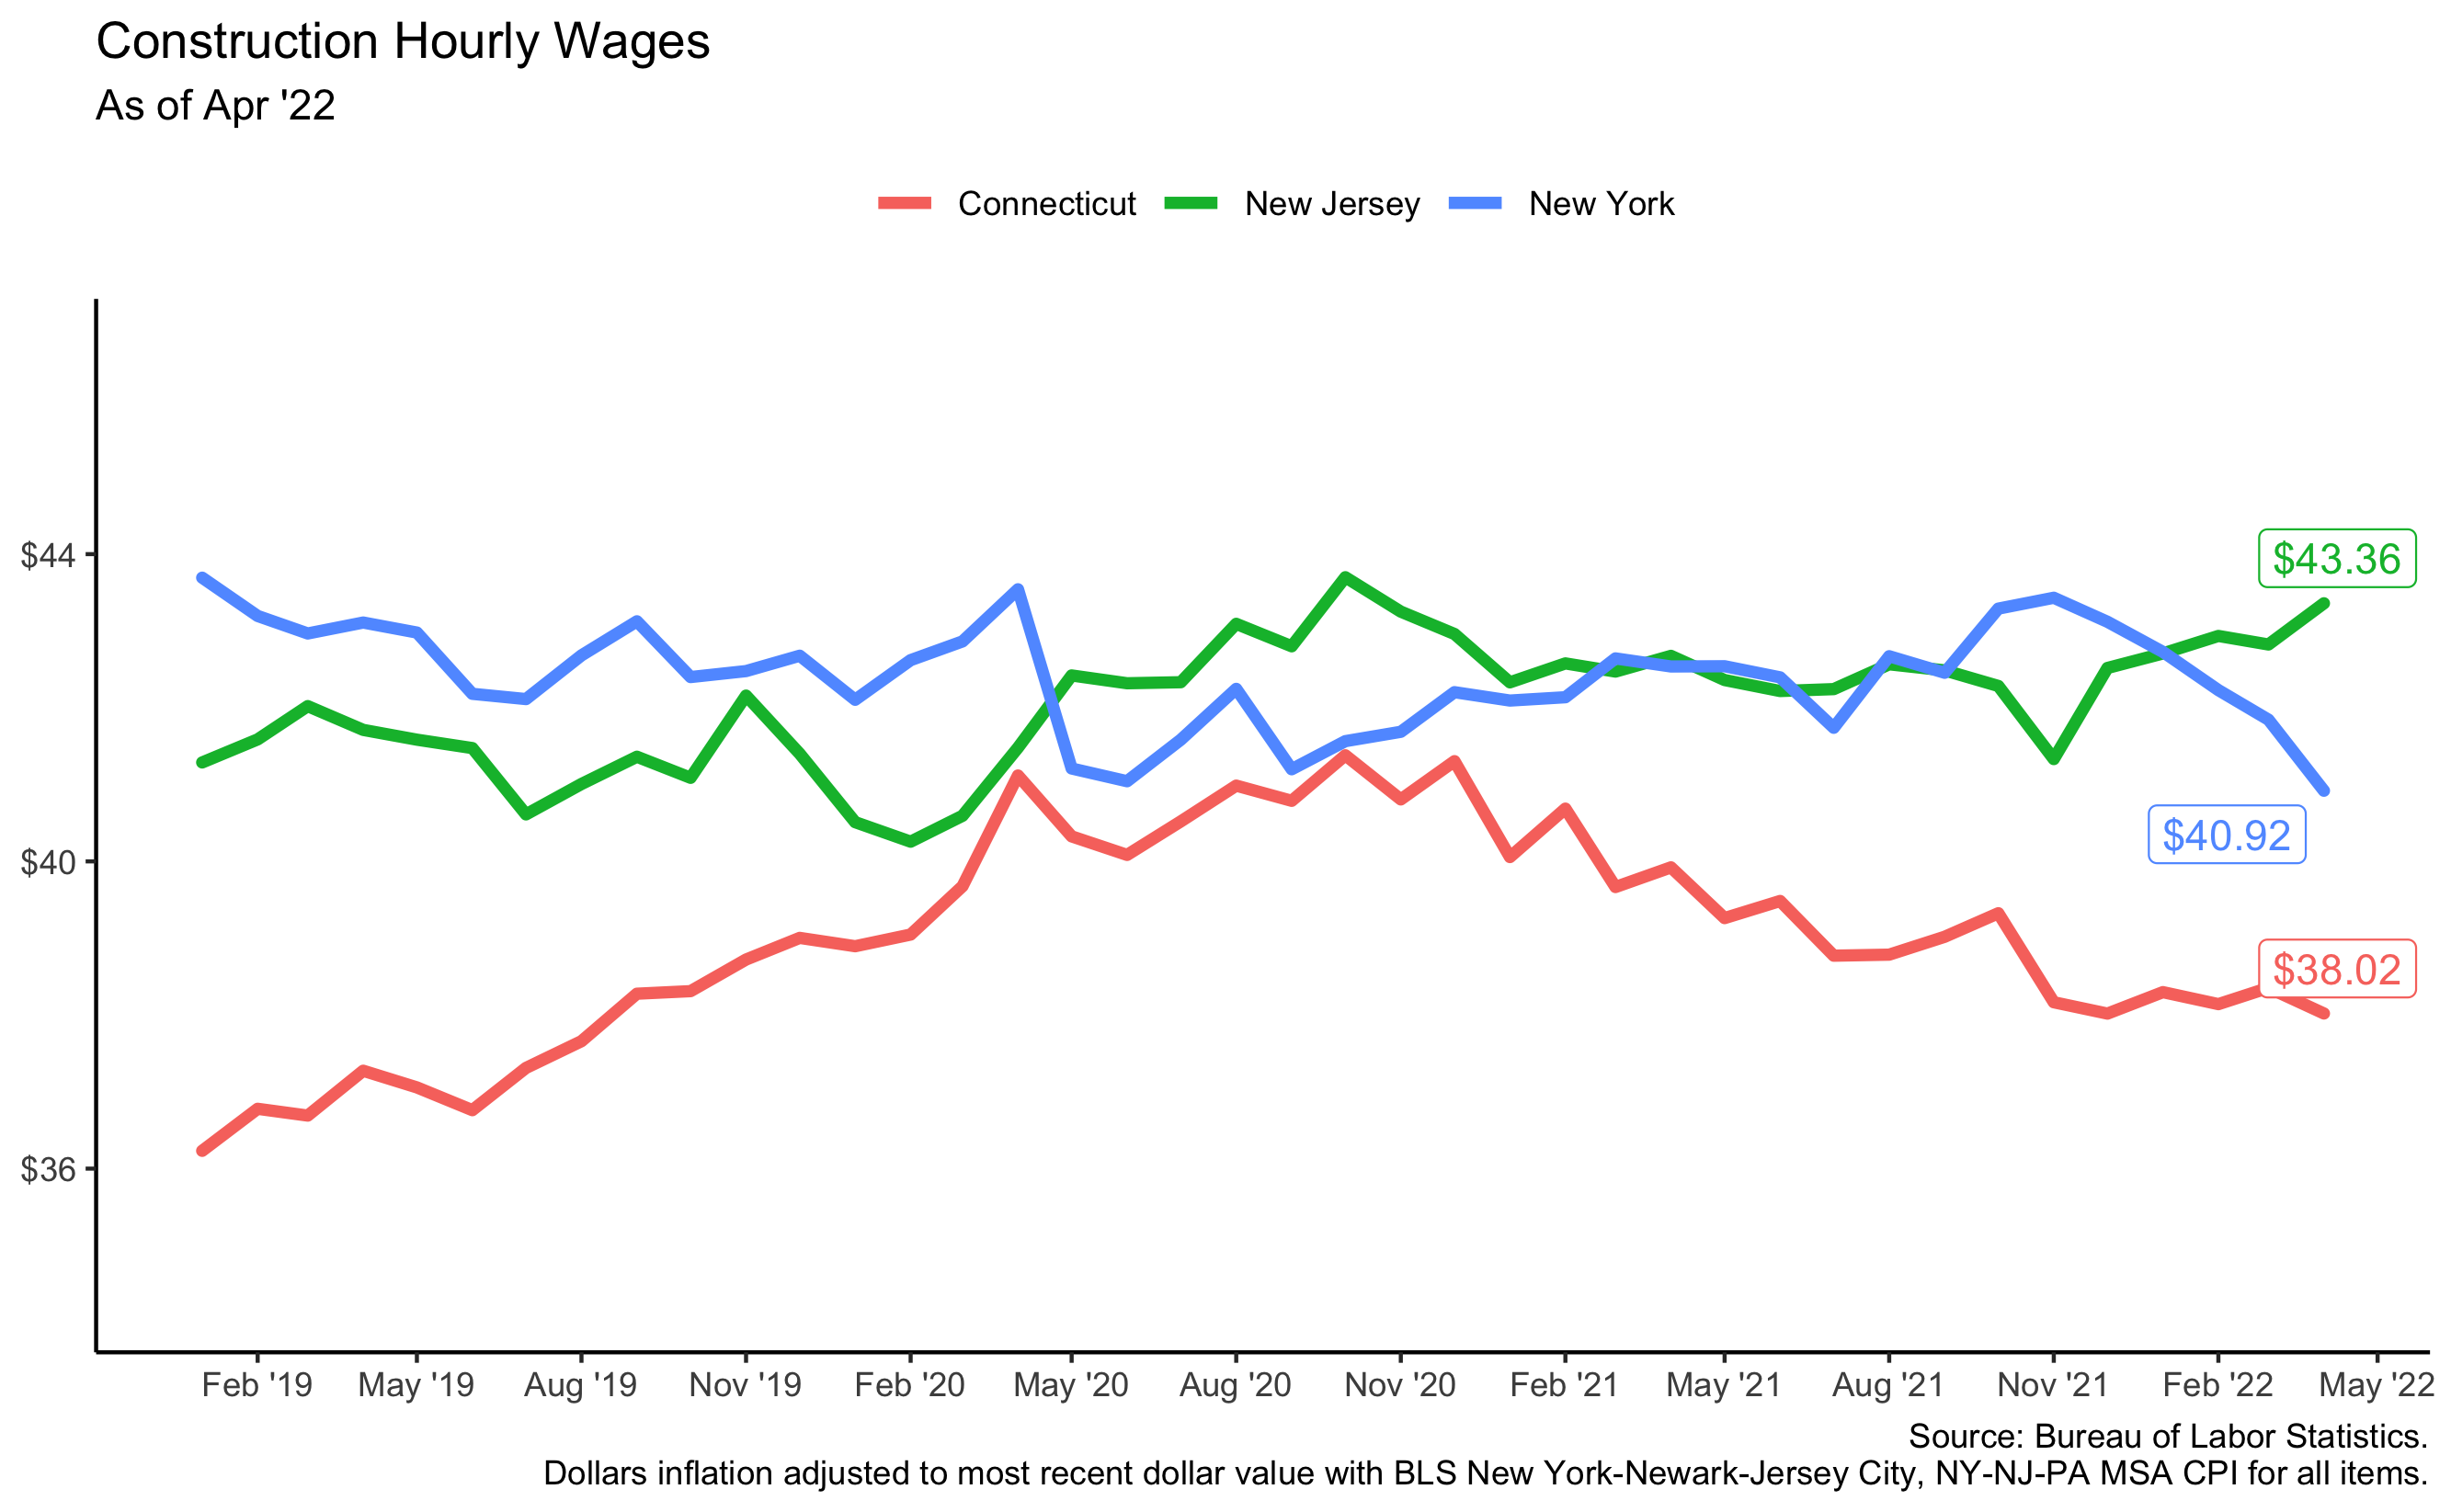 Construction Hourly Wages
As of Apr '22
Connecticut New Jersey New York
$44
$40
$36
$43.36
$40.92
$38.02
Feb '19 May '19 Aug '19 Nov '19 Feb '20 May '20 Aug '20 Nov '20 Feb '21 May '21 Aug '21 Nov '21 Feb '22 May '22
Source: Bureau of Labor Statistics.
Dollars inflation adjusted to most recent dollar value with BLS New York-Newark-Jersey City, NY-NJ-PA MSA CPI for all items.